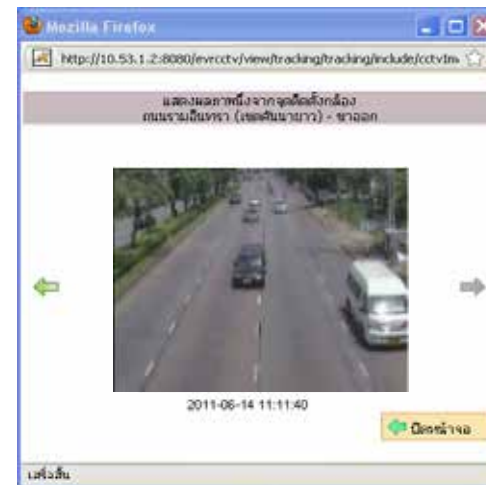 Mozilla Firefox
http://10.53.1.2:8080/evrcctv/view/tracking/tracking/include/cctvIm
แสดงผลภาพนิ่งจากจุดติดตั้งกล้อง
ถนนรามอินทรา (เขตคันนายาว) - ขาออก
2011-06-14 11:11:40
ปิดหน้าจอ
เสร็จสิ้น